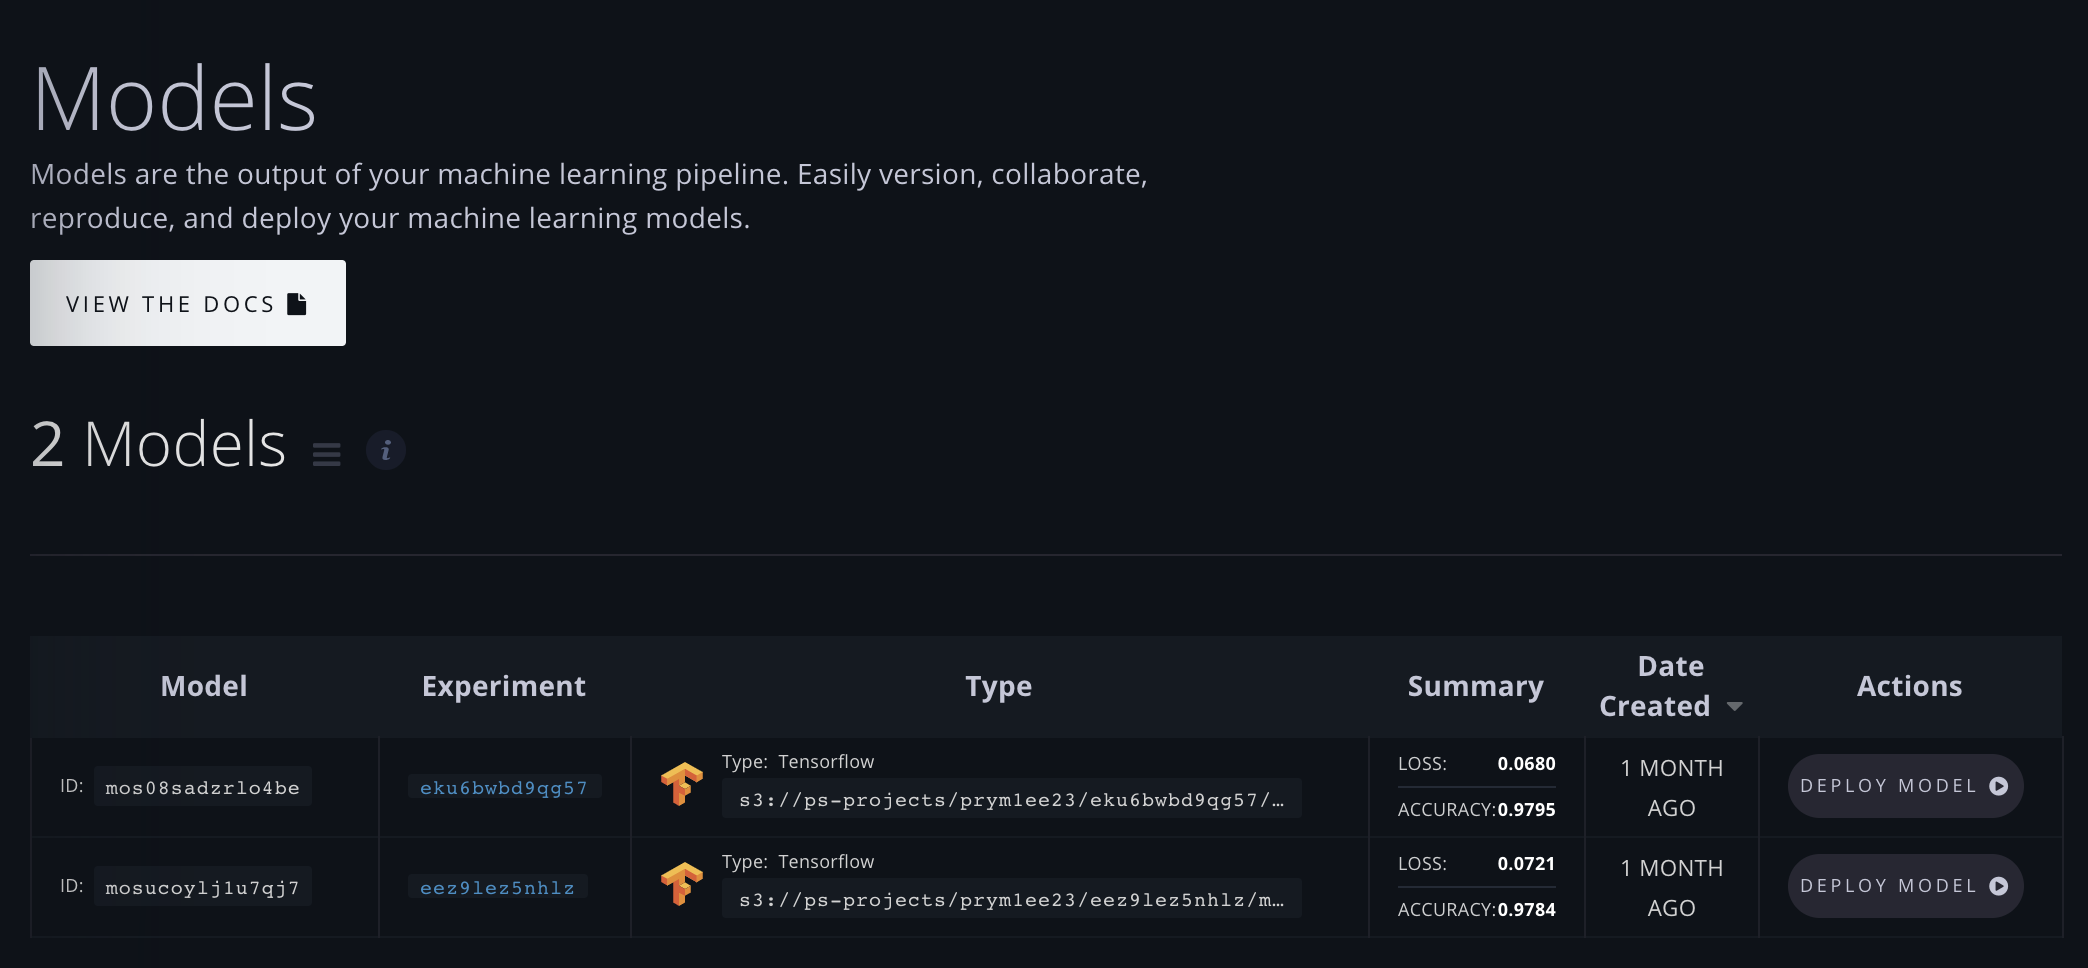 Models
Models are the output of your machine learning pipeline. Easily version, collaborate,
reproduce, and deploy your machine learning models.
VIEW THE DOCS
2 Models
Model Experiment Type Summary Date Created Actions
ID: mos08sadzrlo4be eku6bwbd9qg57 Type: Tensorflow LOSS: 0.0680 1 MONTH AGO DEPLOY MODEL
s3://ps-projects/prym1ee23/eku6bwbd9qg57/… ACCURACY: 0.9795
ID: mosucoylj1u7qj7 eez9lez5nhlz Type: Tensorflow LOSS: 0.0721 1 MONTH AGO DEPLOY MODEL
s3://ps-projects/prym1ee23/eez9lez5nhlz/m… ACCURACY: 0.9784